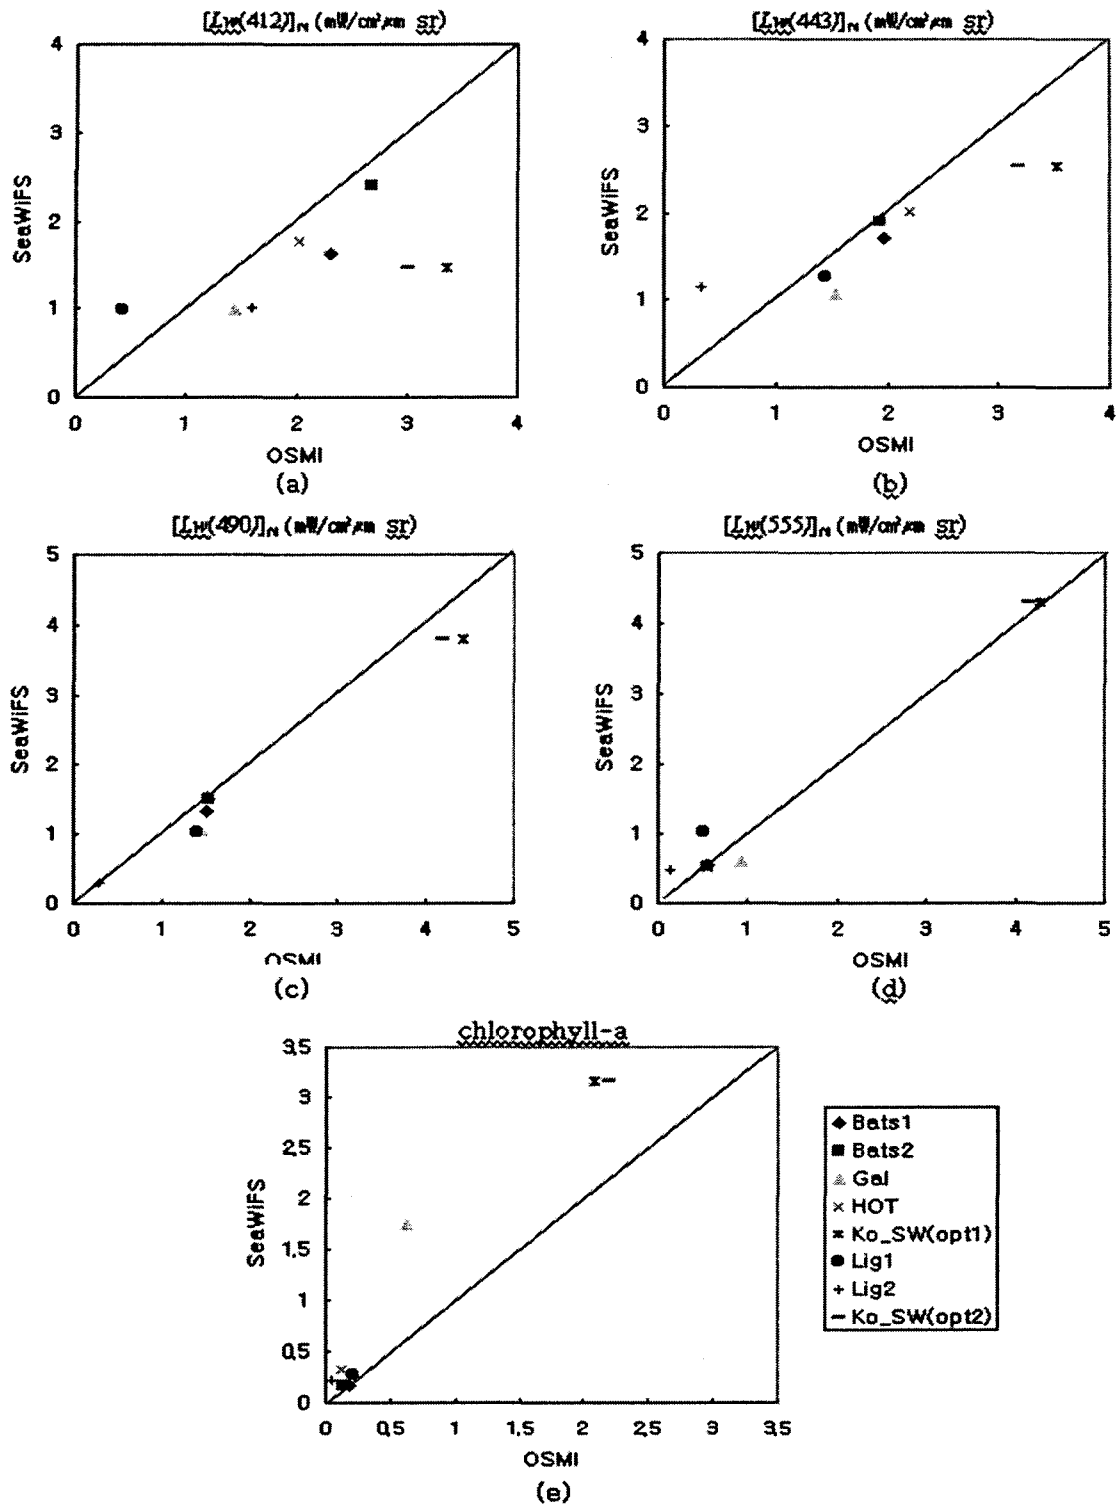 [Lw(412)]N (mW/cm²μm sr)
4
3
2
1
0
SeaWiFS
0 1 2 3 4
OSMI
(a)
[Lw(443)]N (mW/cm²μm sr)
4
3
2
1
0
SeaWiFS
0 1 2 3 4
OSMI
(b)
[Lw(490)]N (mW/cm²μm sr)
5
4
3
2
1
0
SeaWiFS
0 1 2 3 4 5
OSMI
(c)
[Lw(555)]N (mW/cm²μm sr)
5
4
3
2
1
0
SeaWiFS
0 1 2 3 4 5
OSMI
(d)
chlorophyll-a
3.5
3
2.5
2
1.5
1
0.5
0
SeaWiFS
0 0.5 1 1.5 2 2.5 3 3.5
OSMI
(e)
Bats1
Bats2
Gal
HOT
Ko_SW(opt1)
Lig1
Lig2
Ko_SW(opt2)